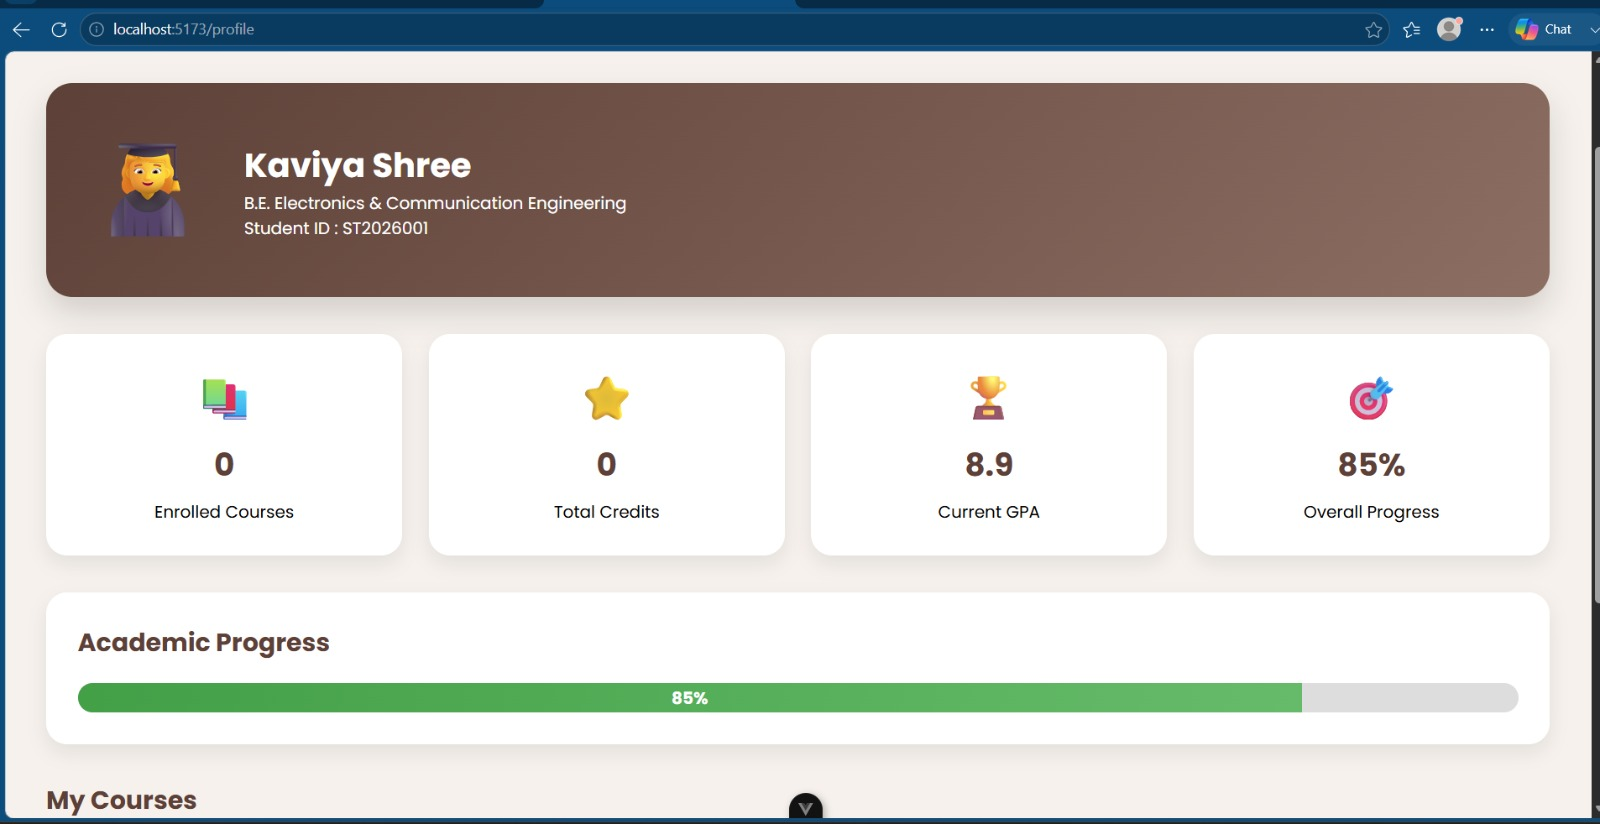 localhost:5173/profile
Chat
Kaviya Shree
B.E. Electronics & Communication Engineering
Student ID : ST2026001
0
Enrolled Courses
0
Total Credits
8.9
Current GPA
85%
Overall Progress
Academic Progress
85%
My Courses